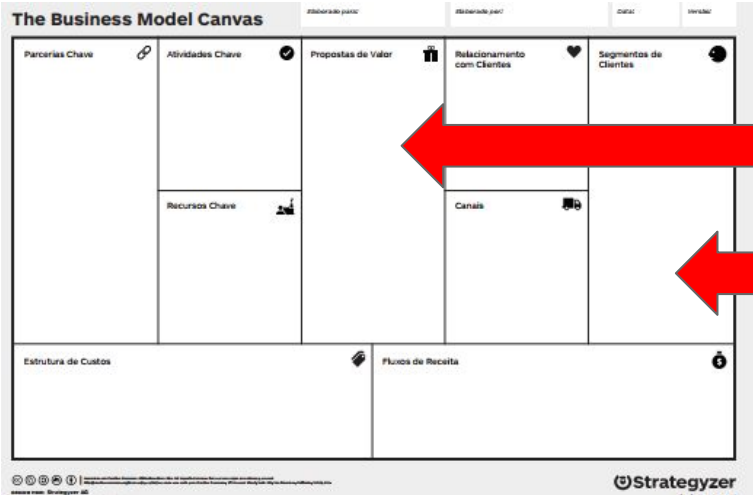 The Business Model Canvas
Elaborado para:
Elaborado por:
Data:
Versão:
Parcerias Chave
Atividades Chave
Propostas de Valor
Relacionamento
com Clientes
Segmentos de
Clientes
Recursos Chave
Canais
Estrutura de Custos
Fluxos de Receita
Strategyzer